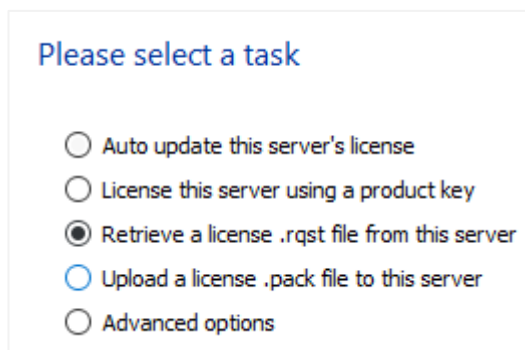 Please select a task
Auto update this server's license
License this server using a product key
Retrieve a license .rqst file from this server
Upload a license .pack file to this server
Advanced options